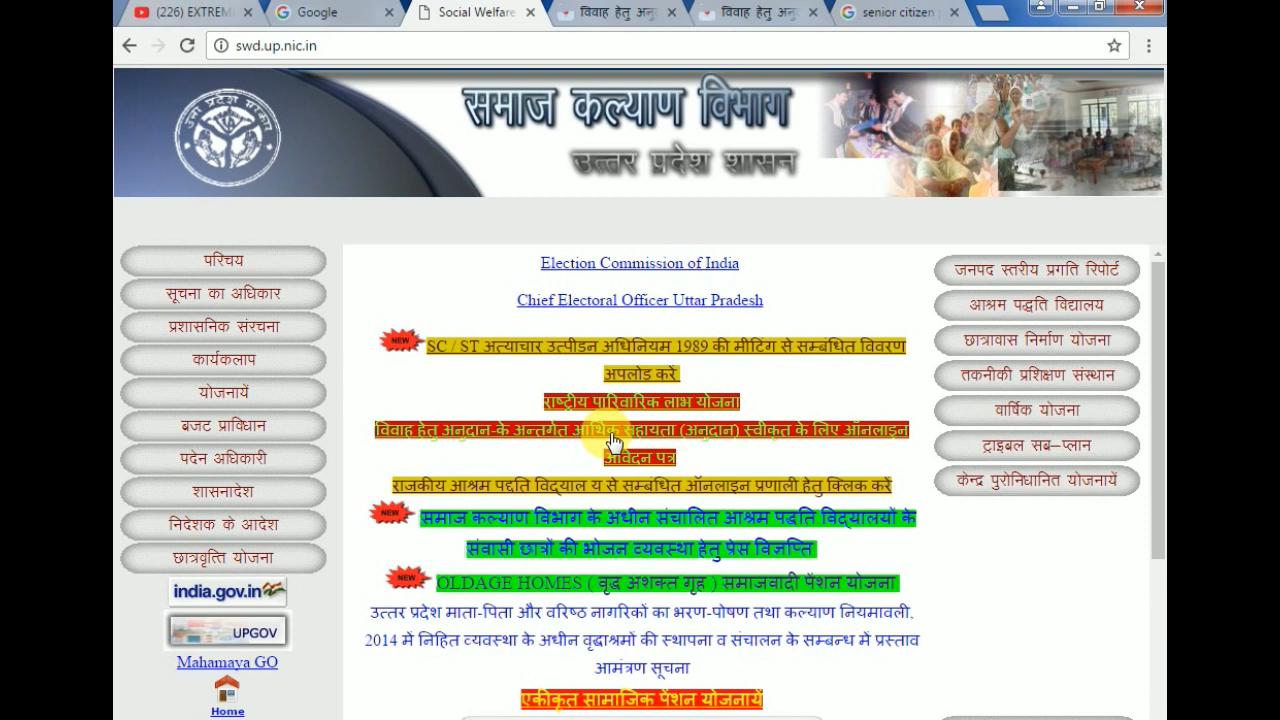 (226) EXTREM
Google
Social Welfare
विवाह हेतु अनु
विवाह हेतु अनु
senior citizen
swd.up.nic.in
समाज कल्याण विभाग
उत्तर प्रदेश शासन
परिचय
सूचना का अधिकार
प्रशासनिक संरचना
कार्यकलाप
योजनायें
बजट प्राविधान
पदेन अधिकारी
शासनादेश
निदेशक के आदेश
छात्रवृत्ति योजना
india.gov.in
UPGOV
Mahamaya GO
Home
Election Commission of India
Chief Electoral Officer Uttar Pradesh
NEW SC / ST अत्याचार उत्पीडन अधिनियम 1989 की मीटिंग से सम्बंधित विवरण
अपलोड करें
राष्ट्रीय पारिवारिक लाभ योजना
विवाह हेतु अनुदान-के अन्तर्गत आर्थिक सहायता (अनुदान) स्वीकृत के लिए ऑनलाइन
आवेदन पत्र
राजकीय आश्रम पद्दति विद्याल य से सम्बंधित ऑनलाइन प्रणाली हेतु क्लिक करें
NEW समाज कल्याण विभाग के अधीन संचालित आश्रम पद्धति विद्यालयों के
संवासी छात्रों की भोजन व्यवस्था हेतु प्रेस विज्ञप्ति
NEW OLDAGE HOMES ( वृद्ध अशक्त गृह ) समाजवादी पेंशन योजना
उत्तर प्रदेश माता-पिता और वरिष्ठ नागरिकों का भरण-पोषण तथा कल्याण नियमावली,
2014 में निहित व्यवस्था के अधीन वृद्धाश्रमों की स्थापना व संचालन के सम्बन्ध में प्रस्ताव
आमंत्रण सूचना
एकीकृत सामाजिक पेंशन योजनायें
जनपद स्तरीय प्रगति रिपोर्ट
आश्रम पद्धति विद्यालय
छात्रावास निर्माण योजना
तकनीकी प्रशिक्षण संस्थान
वार्षिक योजना
ट्राइबल सब–प्लान
केन्द्र पुरोनिधानित योजनायें